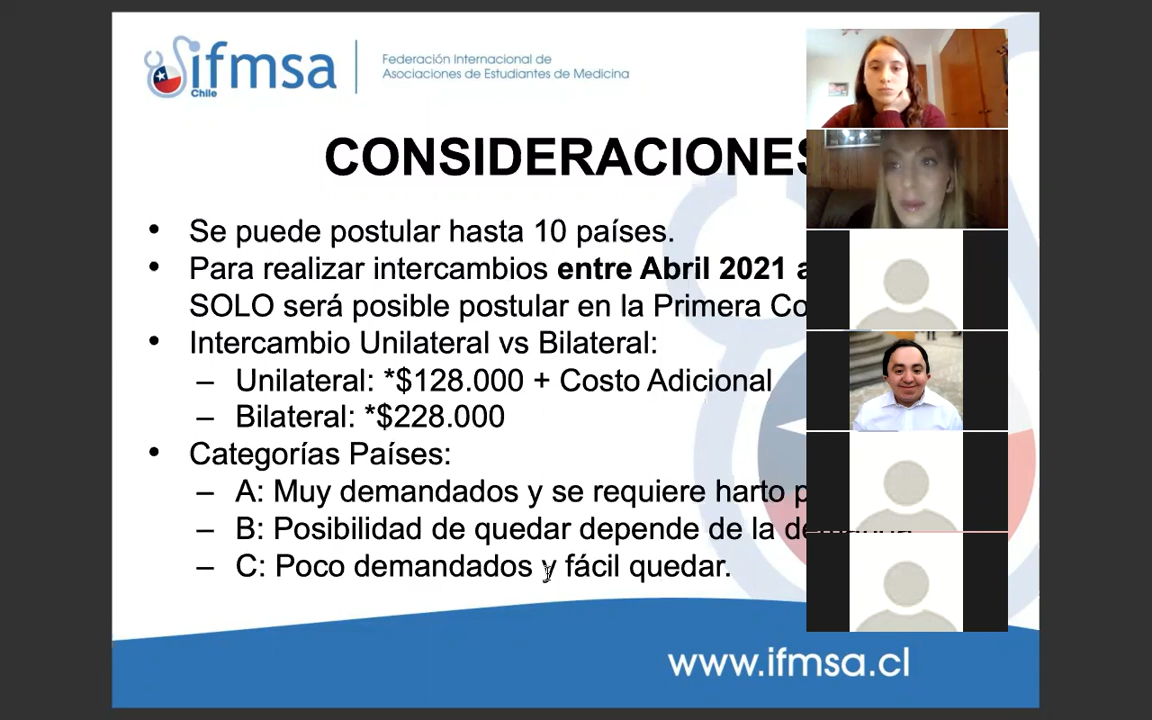 ifmsa
Chile
Federación Internacional de
Asociaciones de Estudiantes de Medicina
CONSIDERACIONES
• Se puede postular hasta 10 países.
• Para realizar intercambios entre Abril 2021 a
SOLO será posible postular en la Primera
• Intercambio Unilateral vs Bilateral:
– Unilateral: *$128.000 + Costo Adicional
– Bilateral: *$228.000
• Categorías Países:
– A: Muy demandados y se requiere harto
– B: Posibilidad de quedar depende de la demanda
– C: Poco demandados y fácil quedar.
www.ifmsa.cl